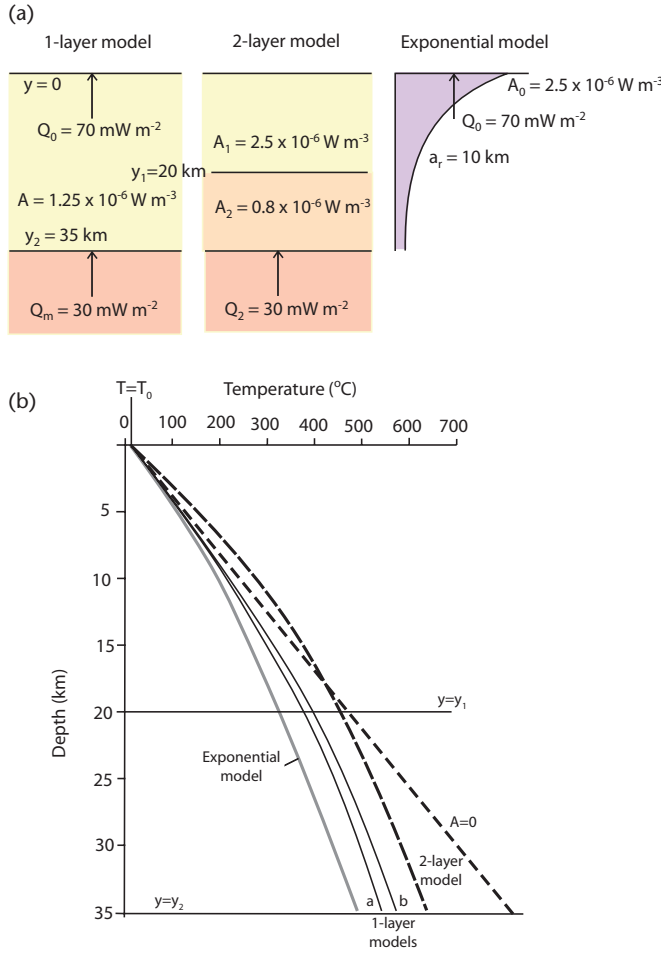 (a)
1-layer model
2-layer model
Exponential model
y = 0
Q₀ = 70 mW m⁻²
A = 1.25 x 10⁻⁶ W m⁻³
y₂ = 35 km
Qₘ = 30 mW m⁻²
A₁ = 2.5 x 10⁻⁶ W m⁻³
y₁=20 km
A₂ = 0.8 x 10⁻⁶ W m⁻³
Q₂ = 30 mW m⁻²
A₀ = 2.5 x 10⁻⁶ W m⁻³
Q₀ = 70 mW m⁻²
aᵣ = 10 km
(b)
T=T₀
Temperature (°C)
0 100 200 300 400 500 600 700
Depth (km)
5
10
15
20
25
30
35
y=y₁
Exponential
model
A=0
2-layer
model
a
b
y=y₂
1-layer
models